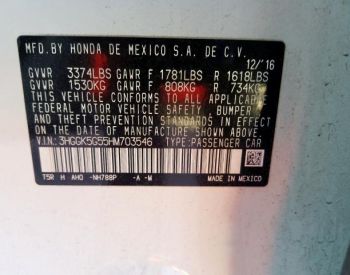 MFD.BY HONDA DE MEXICO S.A. DE C.V.
12/'16
GVWR 3374LBS GAWR F 1781LBS R 1618LBS
GVWR 1530KG GAWR F 808KG R 734KG
THIS VEHICLE CONFORMS TO ALL APPLICABLE
FEDERAL MOTOR VEHICLE SAFETY, BUMPER AND
THEFT PREVENTION STANDARDS IN EFFECT ON
THE DATE OF MANUFACTURE SHOWN ABOVE.
V.I.N: 3HGGK5G55HM703546 TYPE:PASSENGER CAR
T5R H AHO -NH788P -A -M
MADE IN MEXICO